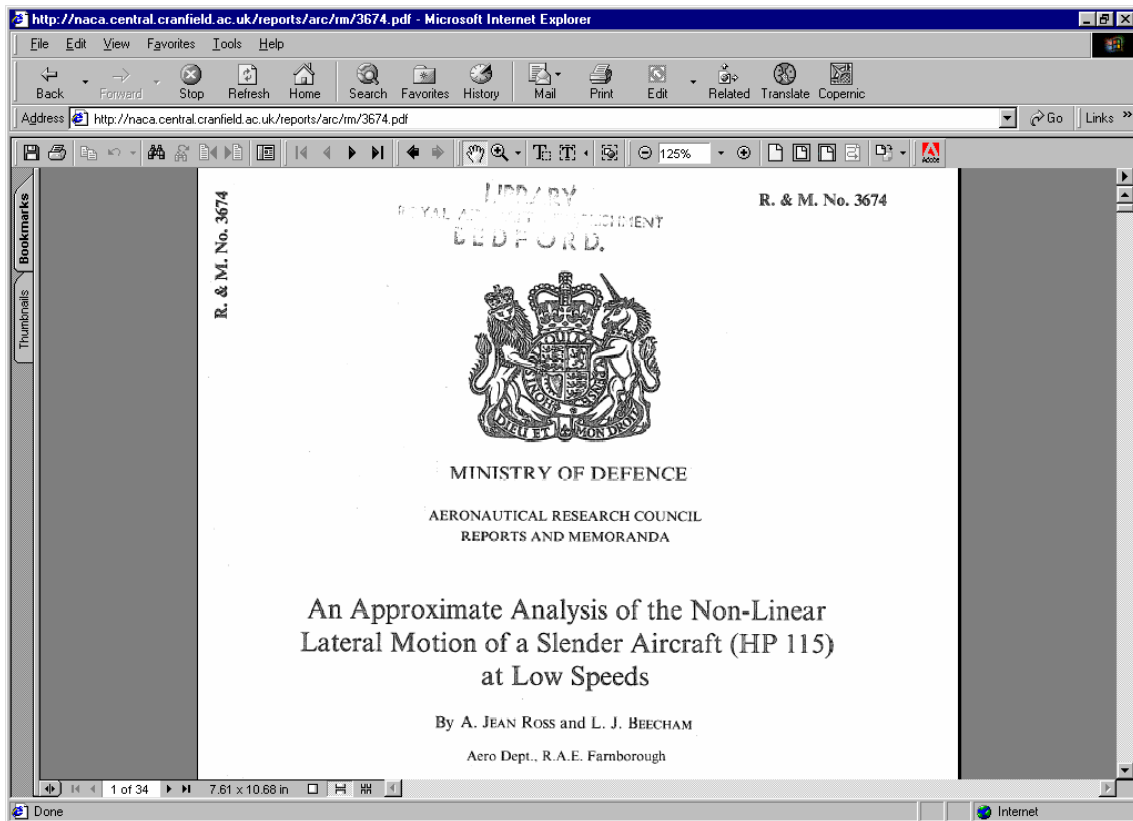 http://naca.central.cranfield.ac.uk/reports/arc/rm/3674.pdf - Microsoft Internet Explorer
File Edit View Favorites Tools Help
Back Forward Stop Refresh Home Search Favorites History Mail Print Edit Related Translate Copernic
Address http://naca.central.cranfield.ac.uk/reports/arc/rm/3674.pdf Go Links »
125% Adobe
Bookmarks
Thumbnails
R. & M. No. 3674
LIBRARY
ROYAL
BEDFORD.
R. & M. No. 3674
DIEU ET MON DROIT
MINISTRY OF DEFENCE
AERONAUTICAL RESEARCH COUNCIL
REPORTS AND MEMORANDA
An Approximate Analysis of the Non-Linear
Lateral Motion of a Slender Aircraft (HP 115)
at Low Speeds
By A. JEAN ROSS and L. J. BEECHAM
Aero Dept., R.A.E. Farnborough
1 of 34 7.61 x 10.68 in
Done Internet